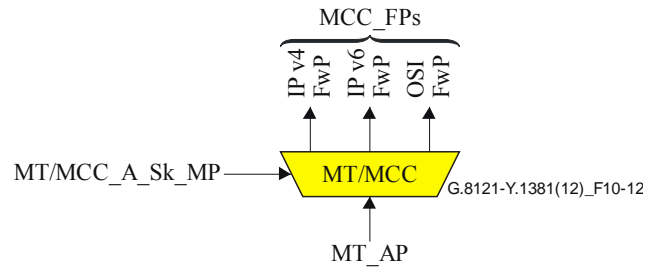 MCC_FPs
IP v4 FwP
IP v6 FwP
OSI FwP
MT/MCC_A_Sk_MP
MT/MCC
G.8121-Y.1381(12)_F10-12
MT_AP